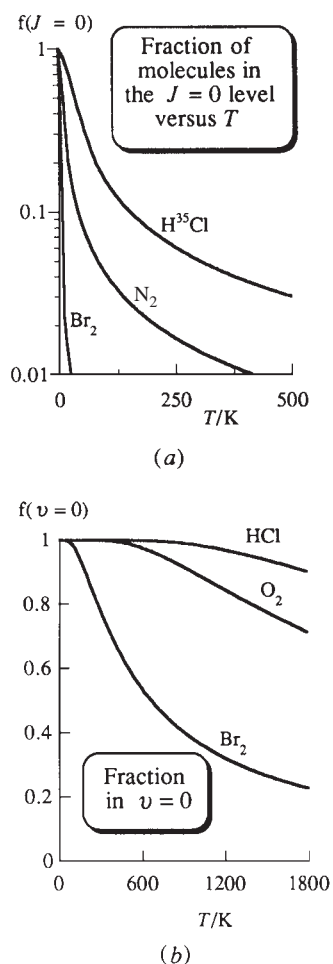 f(J = 0)
1
Fraction of
molecules in
the J = 0 level
versus T
0.1
H³⁵Cl
N₂
Br₂
0.01
0
250
500
T/K
(a)
f(υ = 0)
1
HCl
O₂
0.8
0.6
0.4
Br₂
Fraction
in υ = 0
0.2
0
0
600
1200
1800
T/K
(b)